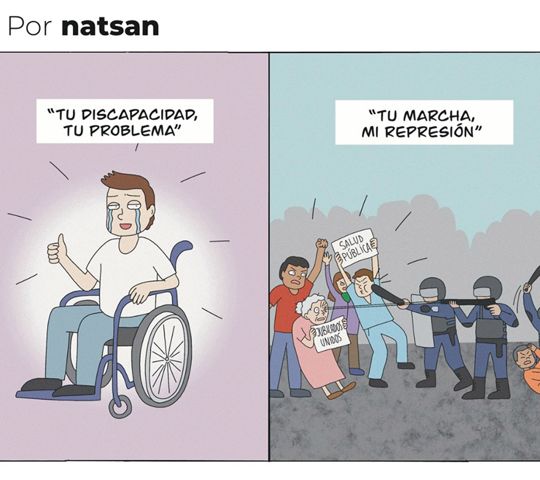 Por natsan
"TU DISCAPACIDAD,
TU PROBLEMA"
"TU MARCHA,
MI REPRESIÓN"
SALUD
PÚBLICA
JUBILADOS
UNIDOS